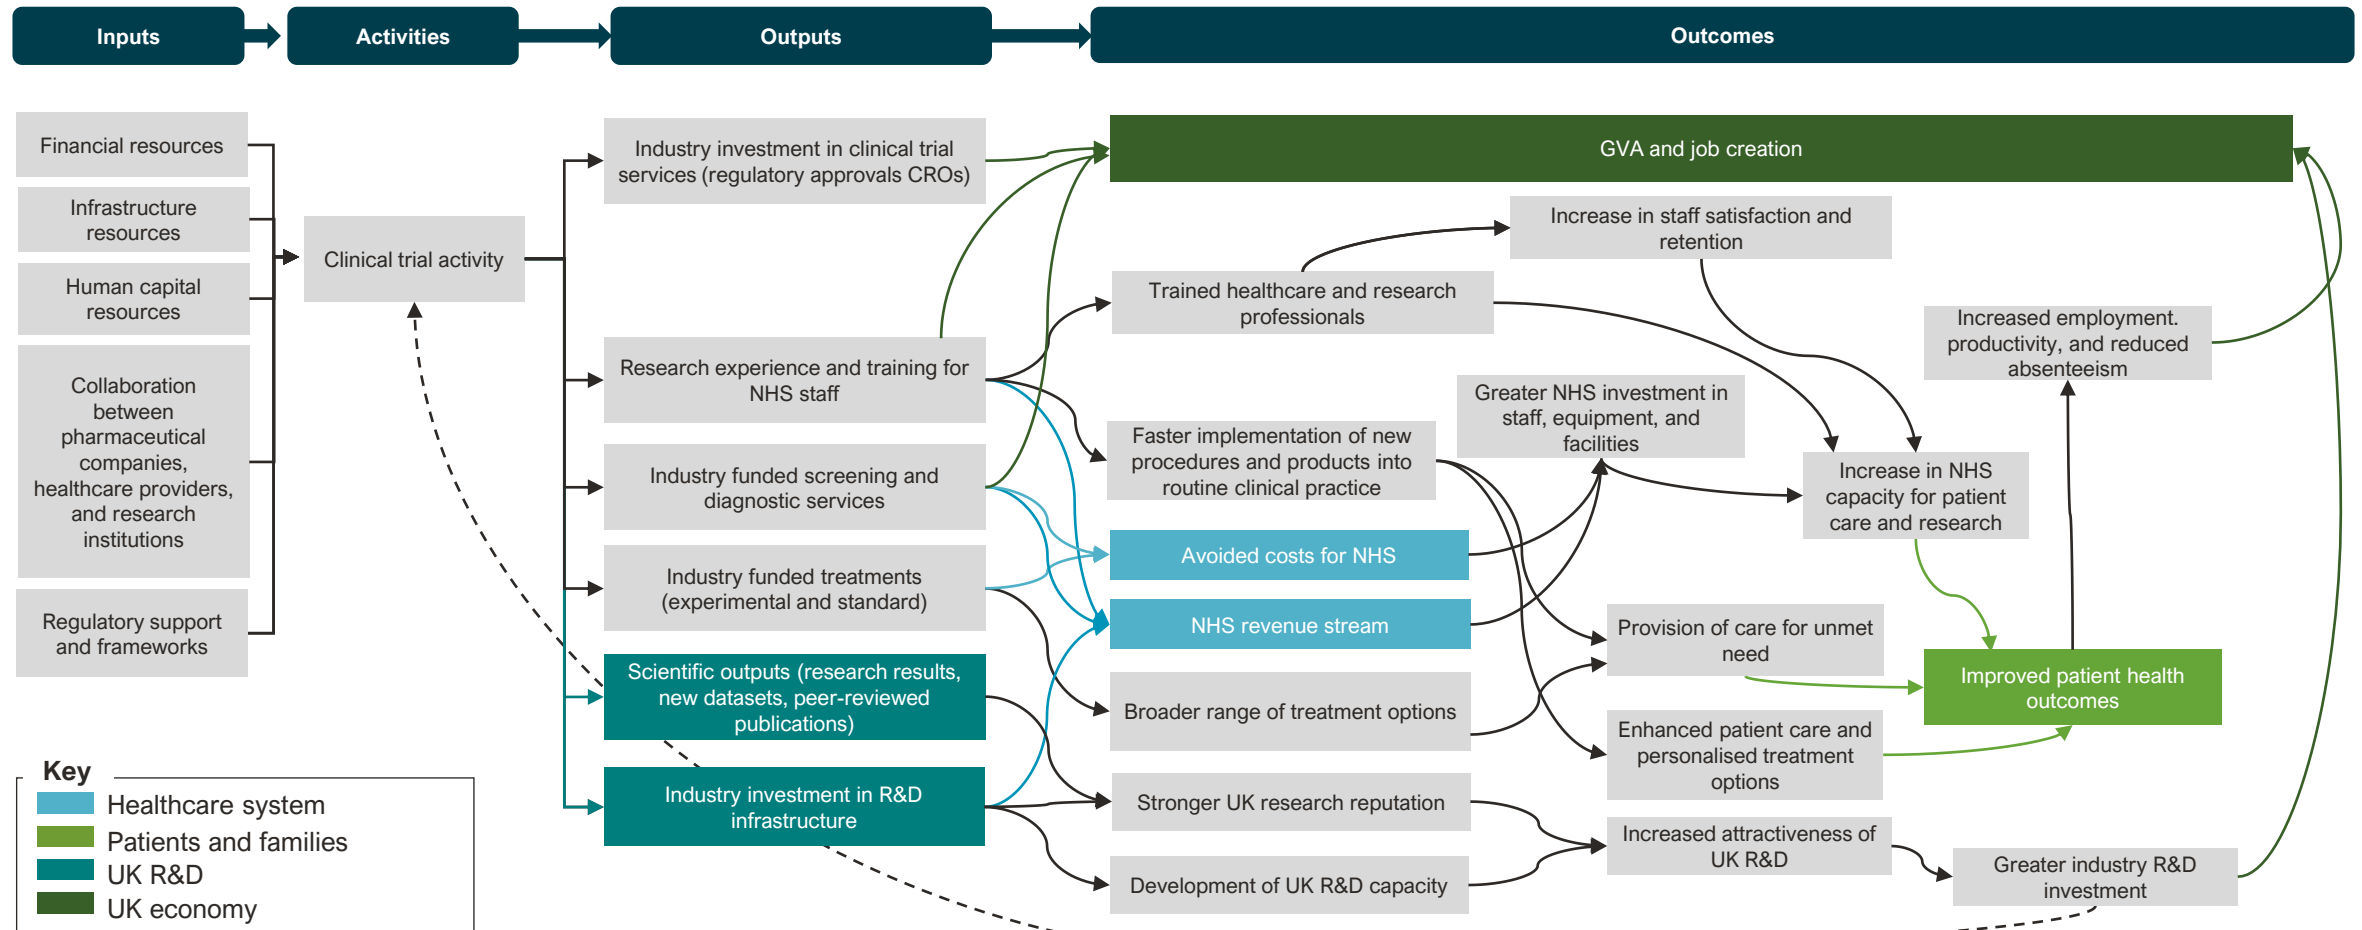 Inputs
Activities
Outputs
Outcomes
Financial resources
Infrastructure
resources
Human capital
resources
Collaboration
between
pharmaceutical
companies,
healthcare providers,
and research
institutions
Regulatory support
and frameworks
Clinical trial activity
Industry investment in clinical trial
services (regulatory approvals CROs)
Research experience and training for
NHS staff
Industry funded screening and
diagnostic services
Industry funded treatments
(experimental and standard)
Scientific outputs (research results,
new datasets, peer-reviewed
publications)
Industry investment in R&D
infrastructure
GVA and job creation
Increase in staff satisfaction and
retention
Trained healthcare and research
professionals
Increased employment.
productivity, and reduced
absenteeism
Greater NHS investment in
staff, equipment, and
facilities
Faster implementation of new
procedures and products into
routine clinical practice
Increase in NHS
capacity for patient
care and research
Avoided costs for NHS
NHS revenue stream
Provision of care for unmet
need
Improved patient health
outcomes
Broader range of treatment options
Enhanced patient care and
personalised treatment
options
Stronger UK research reputation
Increased attractiveness of
UK R&D
Development of UK R&D capacity
Greater industry R&D
investment
Key
Healthcare system
Patients and families
UK R&D
UK economy